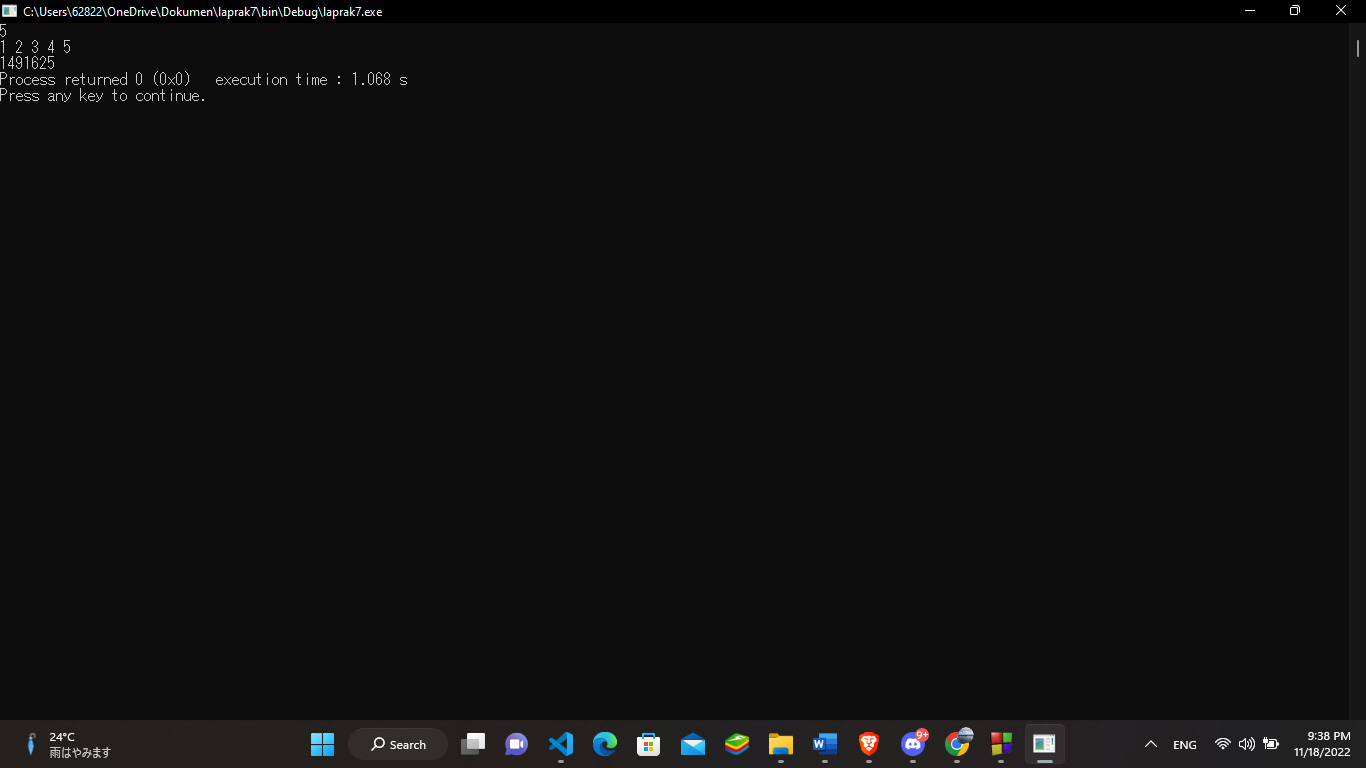 C:\Users\62822\OneDrive\Dokumen\laprak7\bin\Debug\laprak7.exe
5
1 2 3 4 5
1491625
Process returned 0 (0x0)   execution time : 1.068 s
Press any key to continue.
24°C
雨はやみます
Search
9+
ENG
9:38 PM
11/18/2022